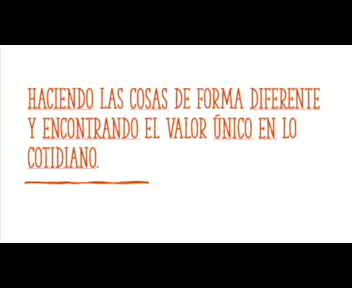 HACIENDO LAS COSAS DE FORMA DIFERENTE
Y ENCONTRANDO EL VALOR ÚNICO EN LO
COTIDIANO.